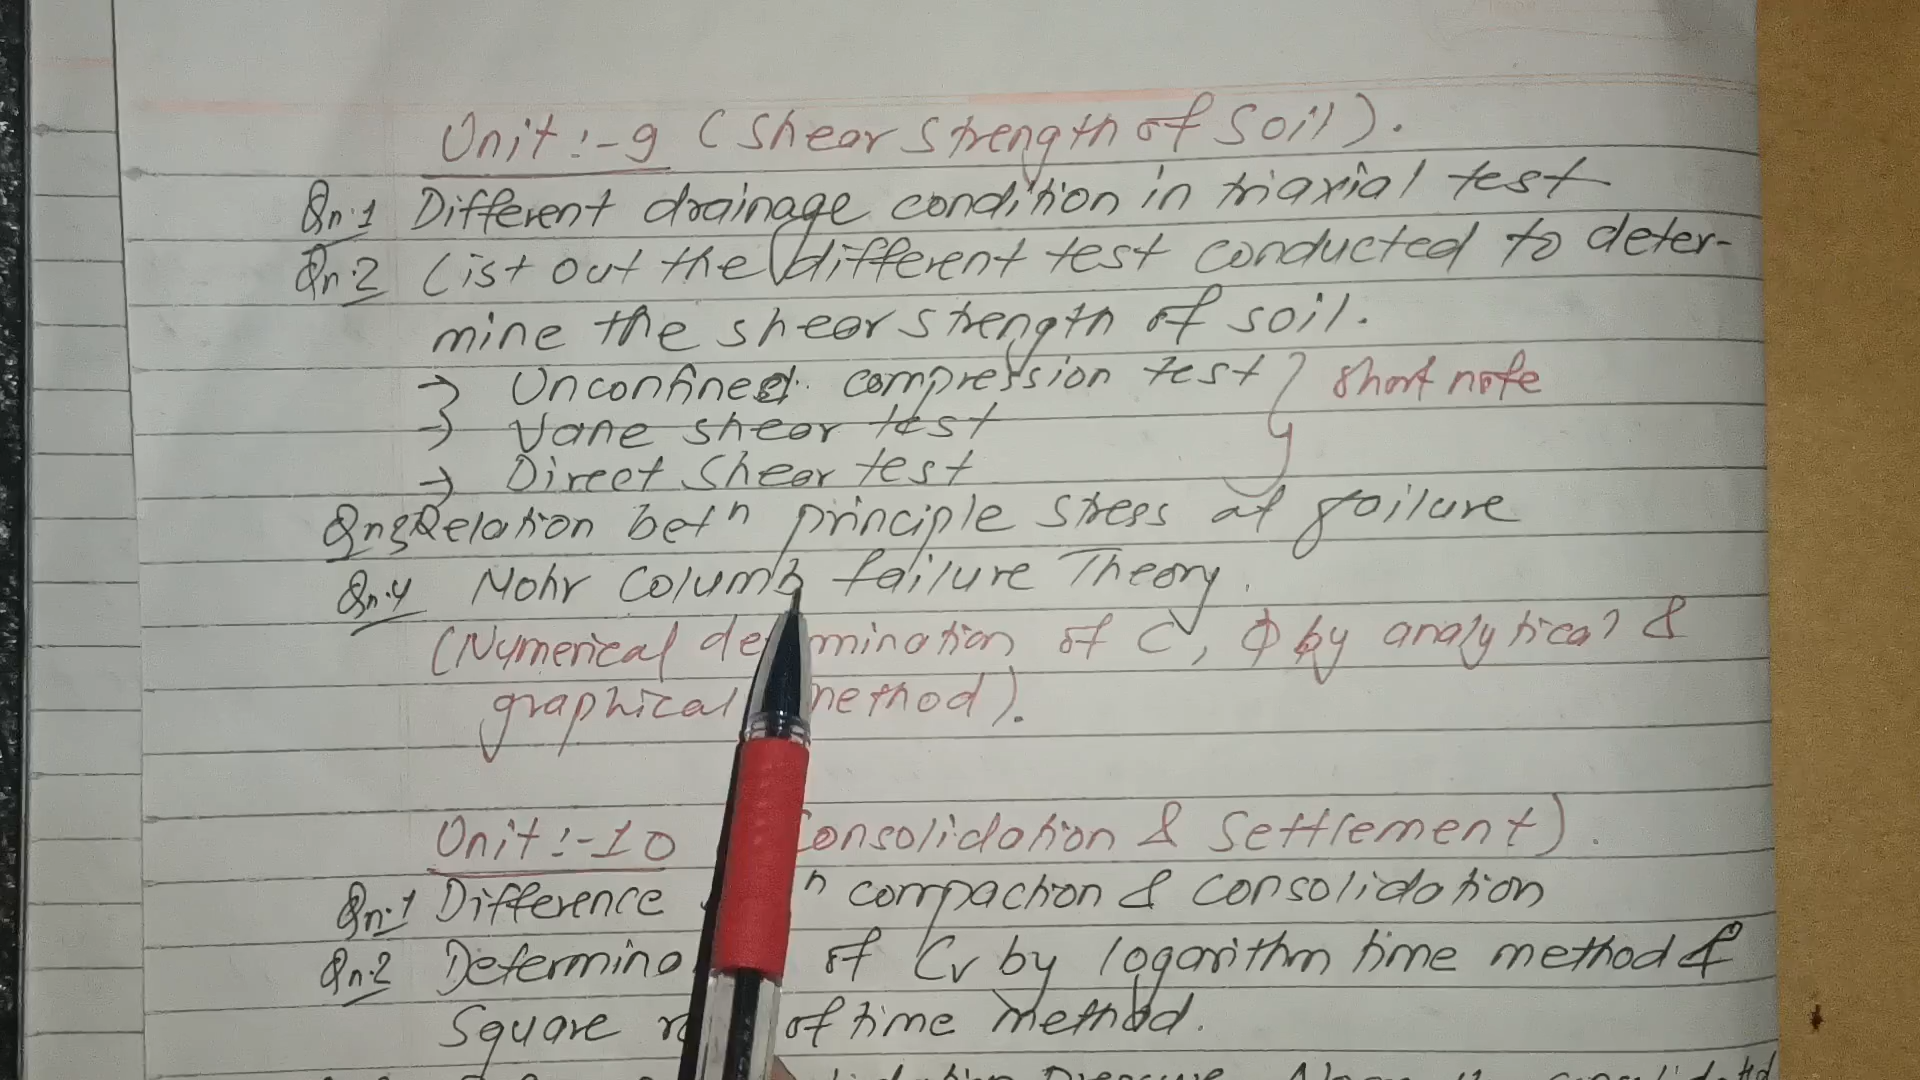 Unit :- 9 (Shear Strength of Soil).
Qn.1 Different drainage condition in triaxial test
Qn.2 List out the different test conducted to deter-
mine the shear strength of soil.
→ Unconfined compression test } short note
→ Vane shear test
→ Direct Shear test
Qn3 Relation betn principle stress at failure
Qn.4 Mohr Columb failure Theory.
(Numerical de mination of C, Φ by analytical &
graphical method).
Unit :- 10 Consolidation & Settlement).
Qn.1 Difference n compaction & consolidation
Qn.2 Determina of Cv by logarithm time method &
Square of time method.